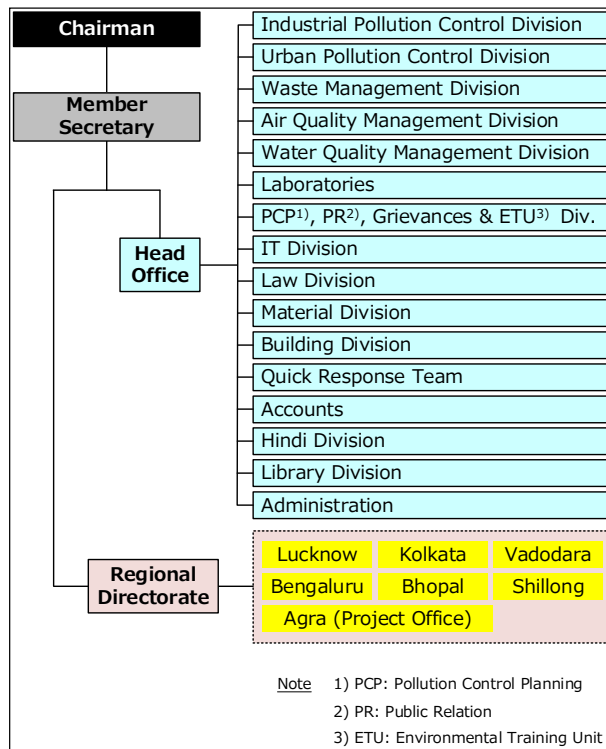 Chairman
Member
Secretary
Head
Office
Industrial Pollution Control Division
Urban Pollution Control Division
Waste Management Division
Air Quality Management Division
Water Quality Management Division
Laboratories
PCP1), PR2), Grievances & ETU3) Div.
IT Division
Law Division
Material Division
Building Division
Quick Response Team
Accounts
Hindi Division
Library Division
Administration
Regional
Directorate
Lucknow Kolkata Vadodara
Bengaluru Bhopal Shillong
Agra (Project Office)
Note 1) PCP: Pollution Control Planning
2) PR: Public Relation
3) ETU: Environmental Training Unit